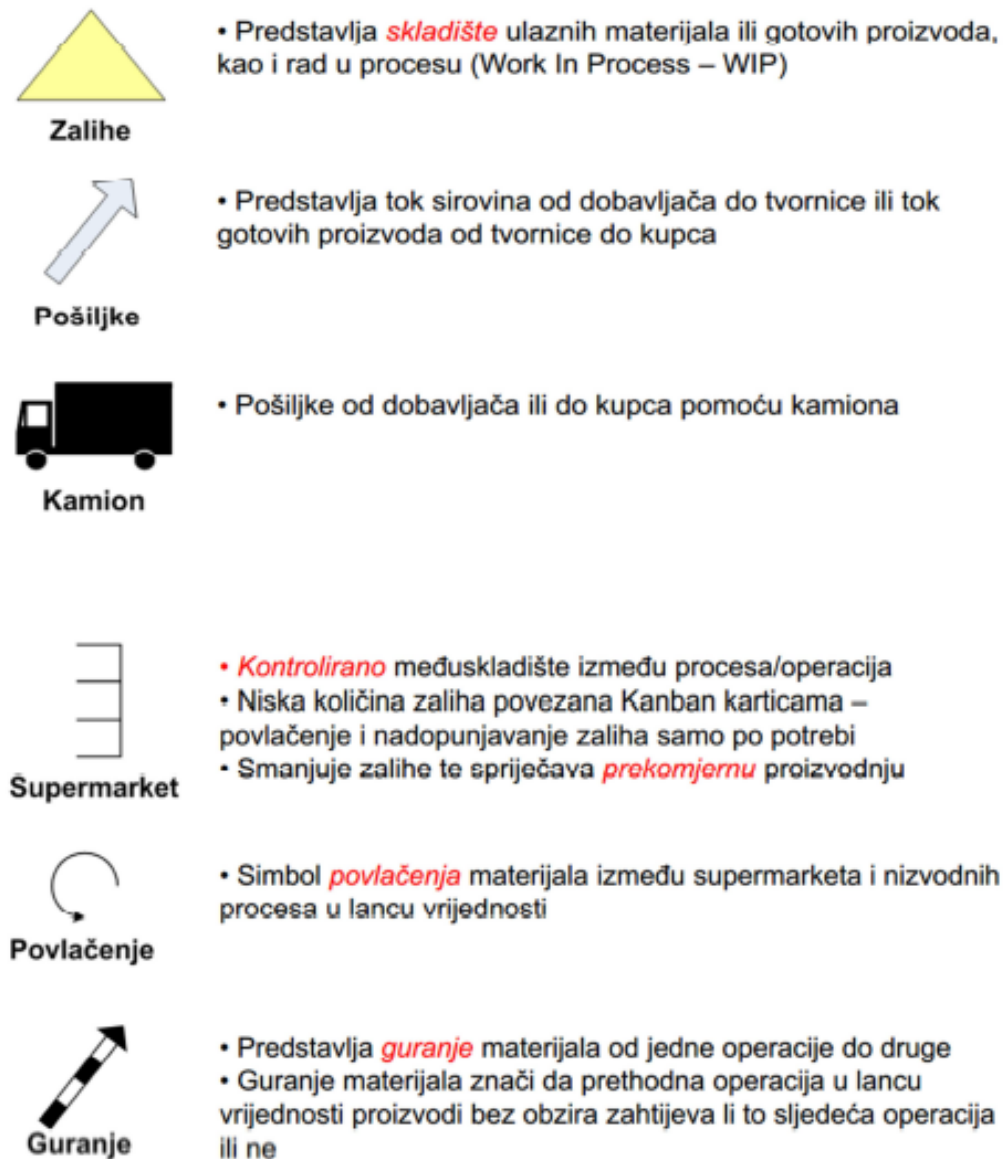 • Predstavlja skladište ulaznih materijala ili gotovih proizvoda,
kao i rad u procesu (Work In Process – WIP)
Zalihe
• Predstavlja tok sirovina od dobavljača do tvornice ili tok
gotovih proizvoda od tvornice do kupca
Pošiljke
• Pošiljke od dobavljača ili do kupca pomoću kamiona
Kamion
• Kontrolirano međuskladište između procesa/operacija
• Niska količina zaliha povezana Kanban karticama –
povlačenje i nadopunjavanje zaliha samo po potrebi
• Smanjuje zalihe te spriječava prekomjernu proizvodnju
Supermarket
• Simbol povlačenja materijala između supermarketa i nizvodnih
procesa u lancu vrijednosti
Povlačenje
• Predstavlja guranje materijala od jedne operacije do druge
• Guranje materijala znači da prethodna operacija u lancu
vrijednosti proizvodi bez obzira zahtijeva li to sljedeća operacija
ili ne
Guranje